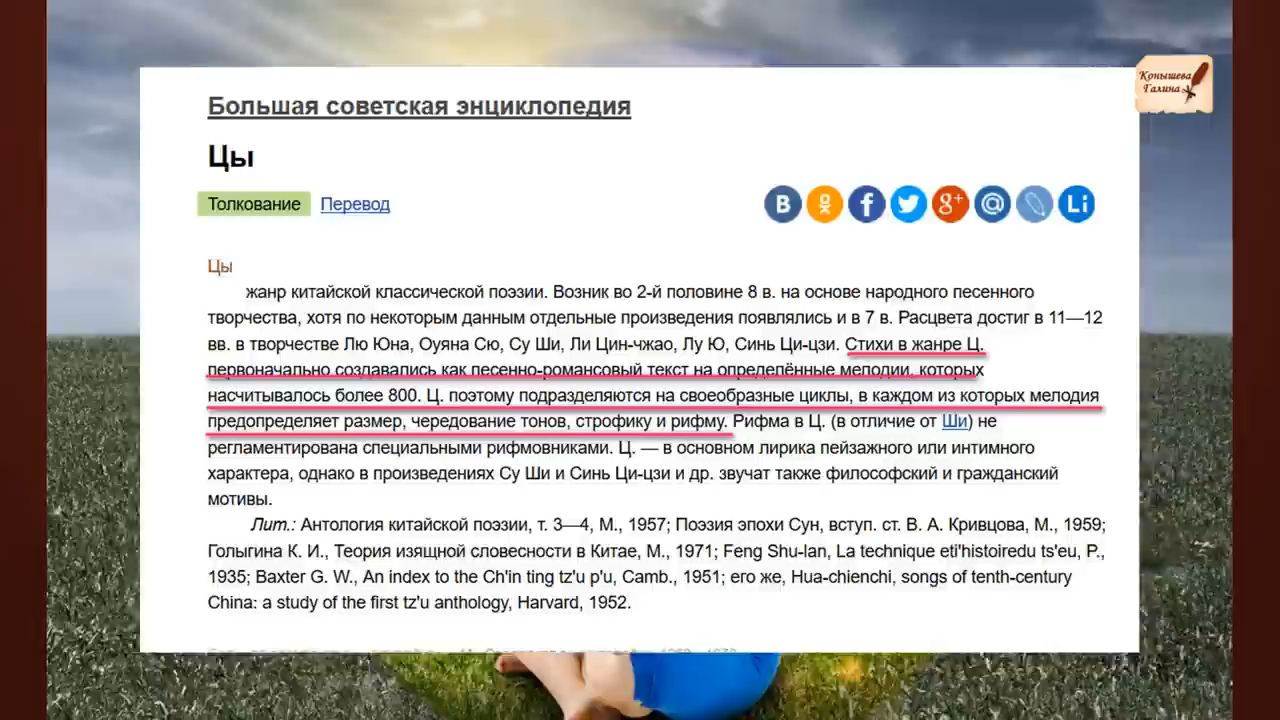 Конышева
Галина
Большая советская энциклопедия
Цы
Толкование Перевод
Цы
жанр китайской классической поэзии. Возник во 2-й половине 8 в. на основе народного песенного
творчества, хотя по некоторым данным отдельные произведения появлялись и в 7 в. Расцвета достиг в 11—12
вв. в творчестве Лю Юна, Оуяна Сю, Су Ши, Ли Цин-чжао, Лу Ю, Синь Ци-цзи. Стихи в жанре Ц.
первоначально создавались как песенно-романсовый текст на определённые мелодии, которых
насчитывалось более 800. Ц. поэтому подразделяются на своеобразные циклы, в каждом из которых мелодия
предопределяет размер, чередование тонов, строфику и рифму. Рифма в Ц. (в отличие от Ши) не
регламентирована специальными рифмовниками. Ц. — в основном лирика пейзажного или интимного
характера, однако в произведениях Су Ши и Синь Ци-цзи и др. звучат также философский и гражданский
мотивы.
Лит.: Антология китайской поэзии, т. 3—4, М., 1957; Поэзия эпохи Сун, вступ. ст. В. А. Кривцова, М., 1959;
Голыгина К. И., Теория изящной словесности в Китае, М., 1971; Feng Shu-lan, La technique eti'histoiredu ts'eu, P.,
1935; Baxter G. W., An index to the Ch'in ting tz'u p'u, Camb., 1951; его же, Hua-chienchi, songs of tenth-century
China: a study of the first tz'u anthology, Harvard, 1952.